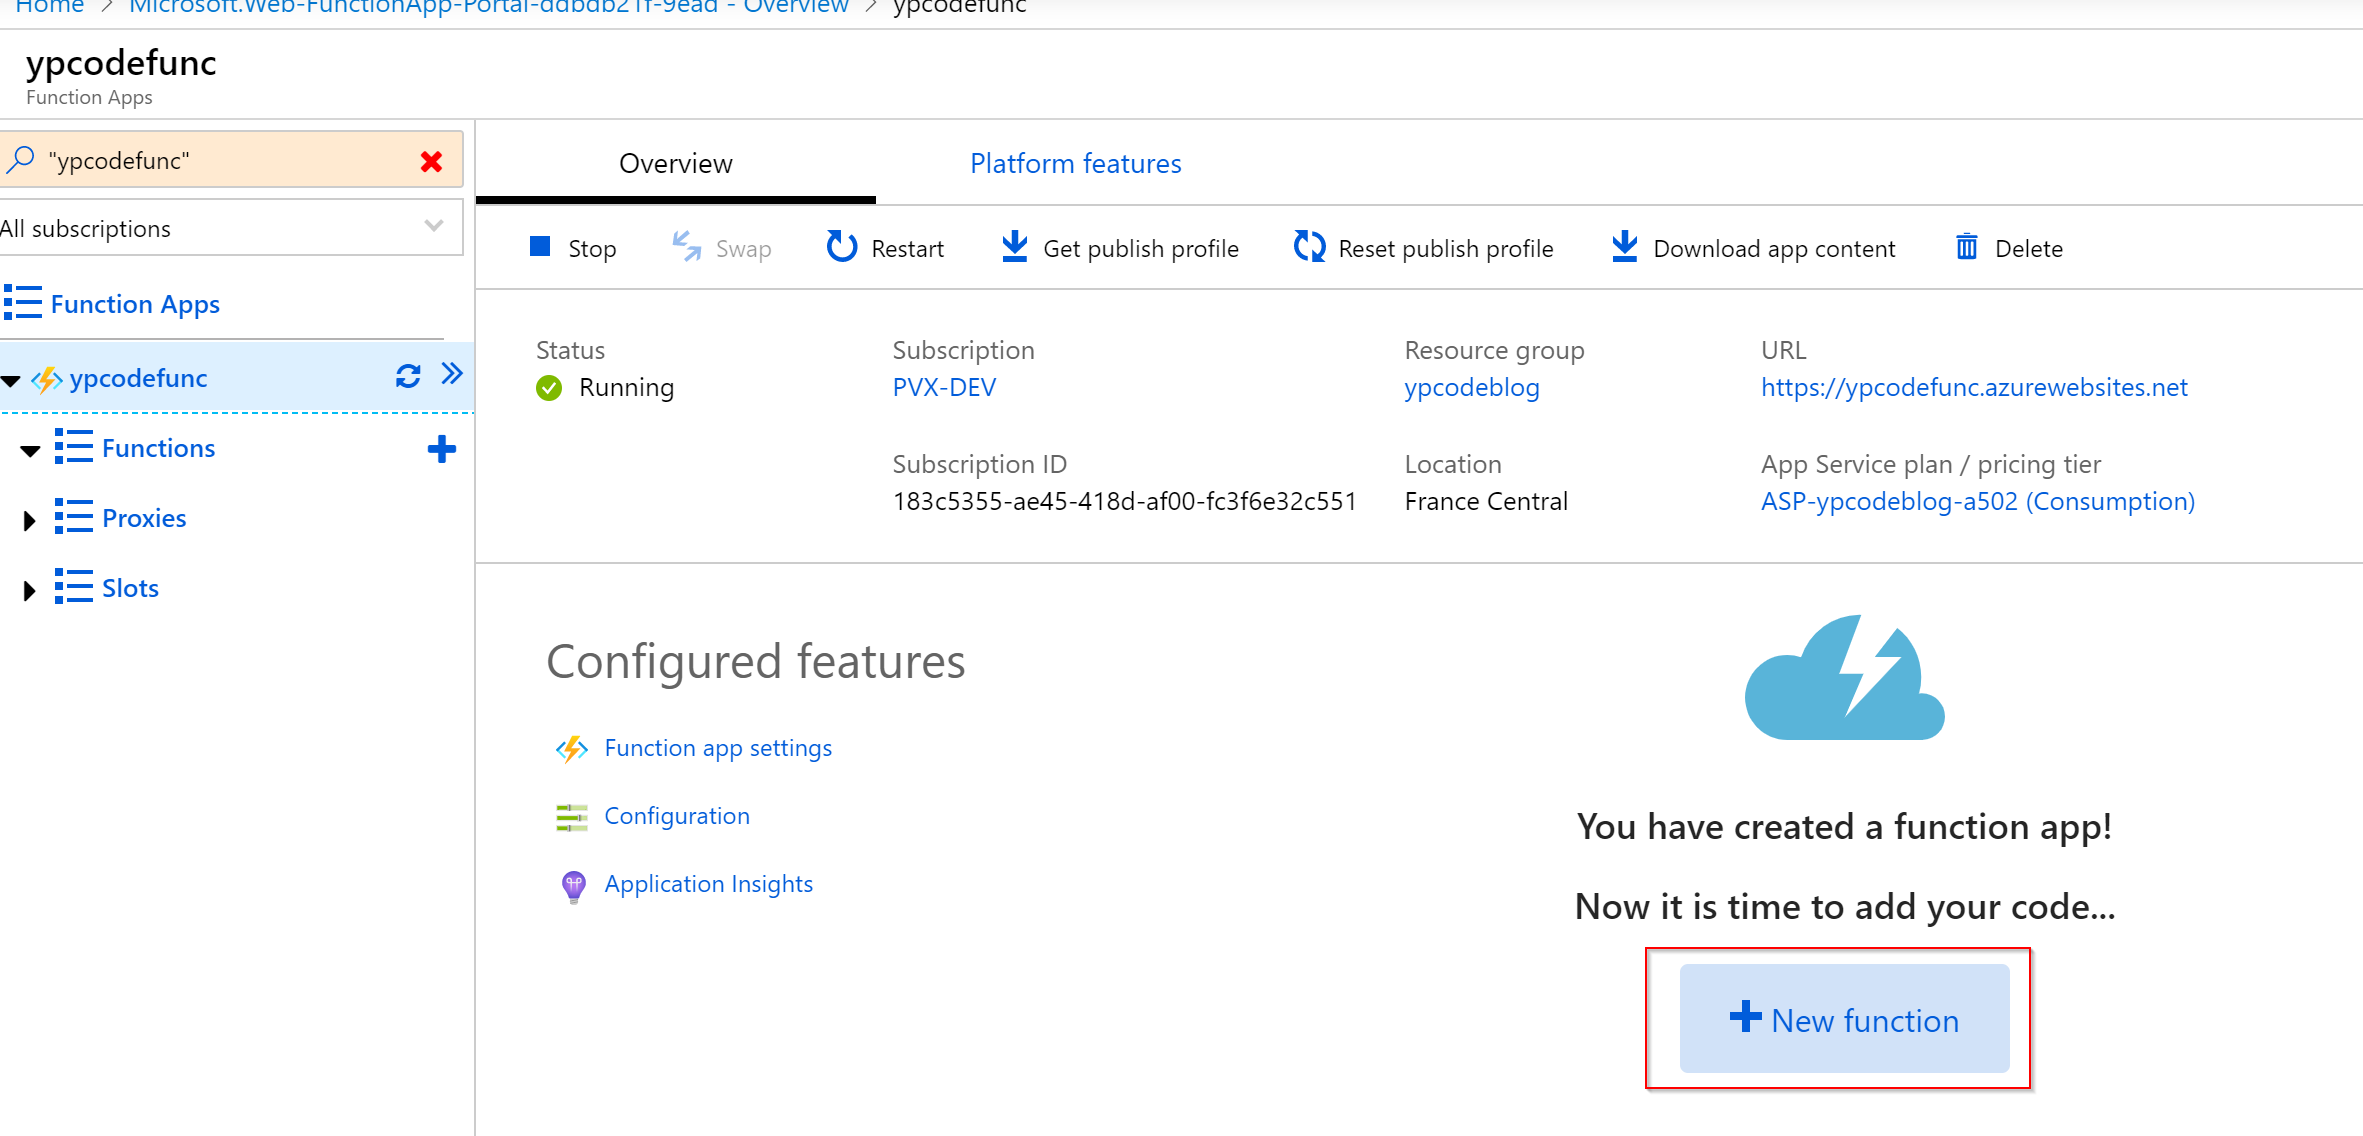 Home > Microsoft.Web-FunctionApp-Portal-ddbdb21f-9ead - Overview > ypcodefunc
ypcodefunc
Function Apps
"ypcodefunc"
All subscriptions
Function Apps
ypcodefunc
Functions
Proxies
Slots
Overview
Platform features
Stop
Swap
Restart
Get publish profile
Reset publish profile
Download app content
Delete
Status
Running
Subscription
PVX-DEV
Resource group
ypcodeblog
URL
https://ypcodefunc.azurewebsites.net
Subscription ID
183c5355-ae45-418d-af00-fc3f6e32c551
Location
France Central
App Service plan / pricing tier
ASP-ypcodeblog-a502 (Consumption)
Configured features
Function app settings
Configuration
Application Insights
You have created a function app!
Now it is time to add your code...
New function